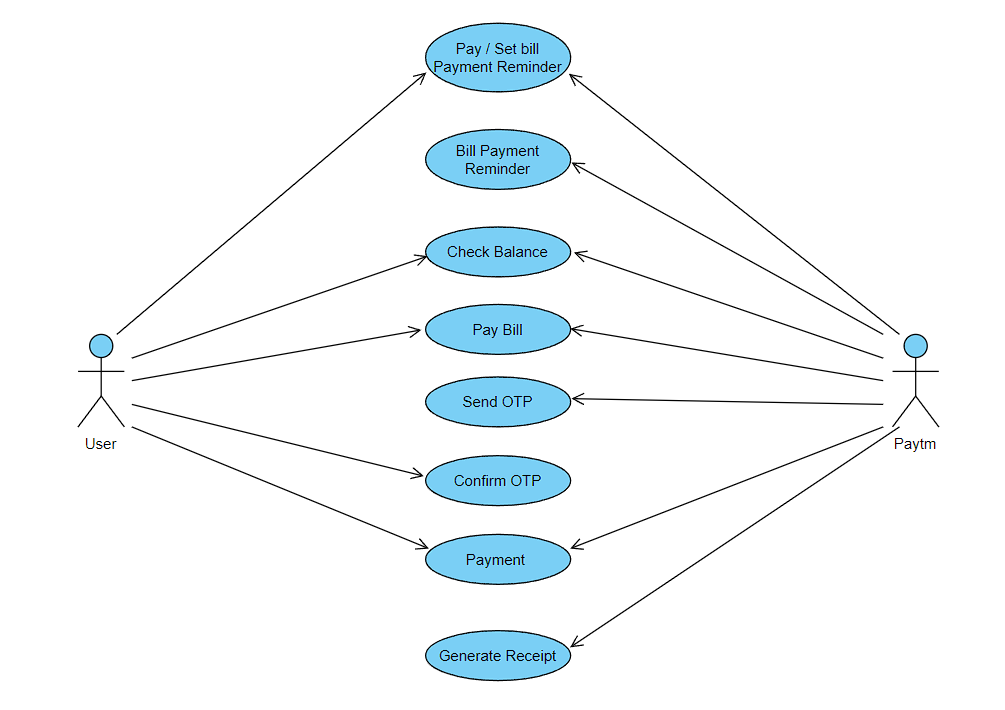 Pay / Set bill
Payment Reminder
Bill Payment
Reminder
Check Balance
Pay Bill
Send OTP
Confirm OTP
Payment
Generate Receipt
User
Paytm